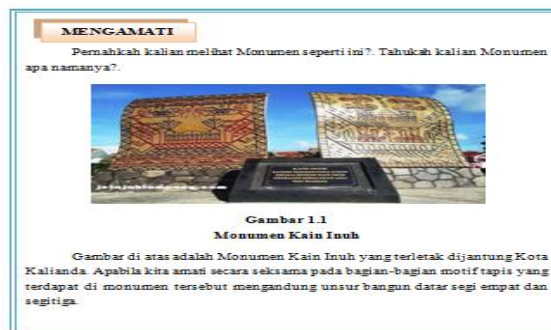 MENGAMATI
Pernahkah kalian melihat Monumen seperti ini?. Tahukah kalian Monumen
apa namanya?.
Gambar 1.1
Monumen Kain Inuh
Gambar di atas adalah Monumen Kain Inuh yang terletak dijantung Kota
Kalianda. Apabila kita amati secara seksama pada bagian-bagian motif tapis yang
terdapat di monumen tersebut mengandung unsur bangun datar segi empat dan
segitiga.